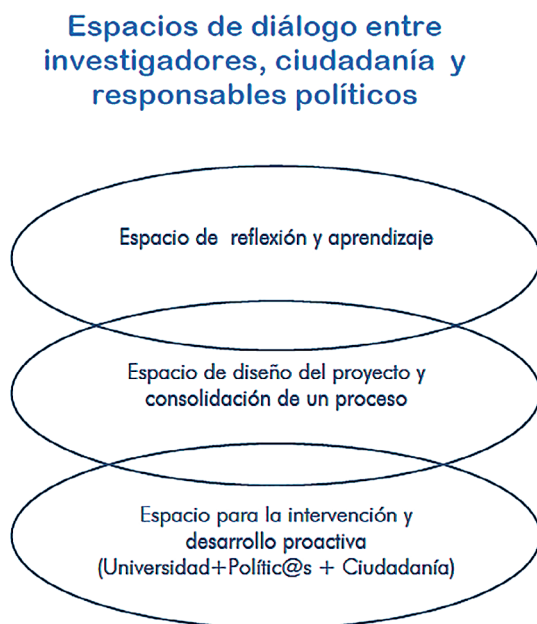 Espacios de diálogo entre
investigadores, ciudadanía y
responsables políticos
Espacio de reflexión y aprendizaje
Espacio de diseño del proyecto y
consolidación de un proceso
Espacio para la intervención y
desarrollo proactiva
(Universidad+Polític@s + Ciudadanía)